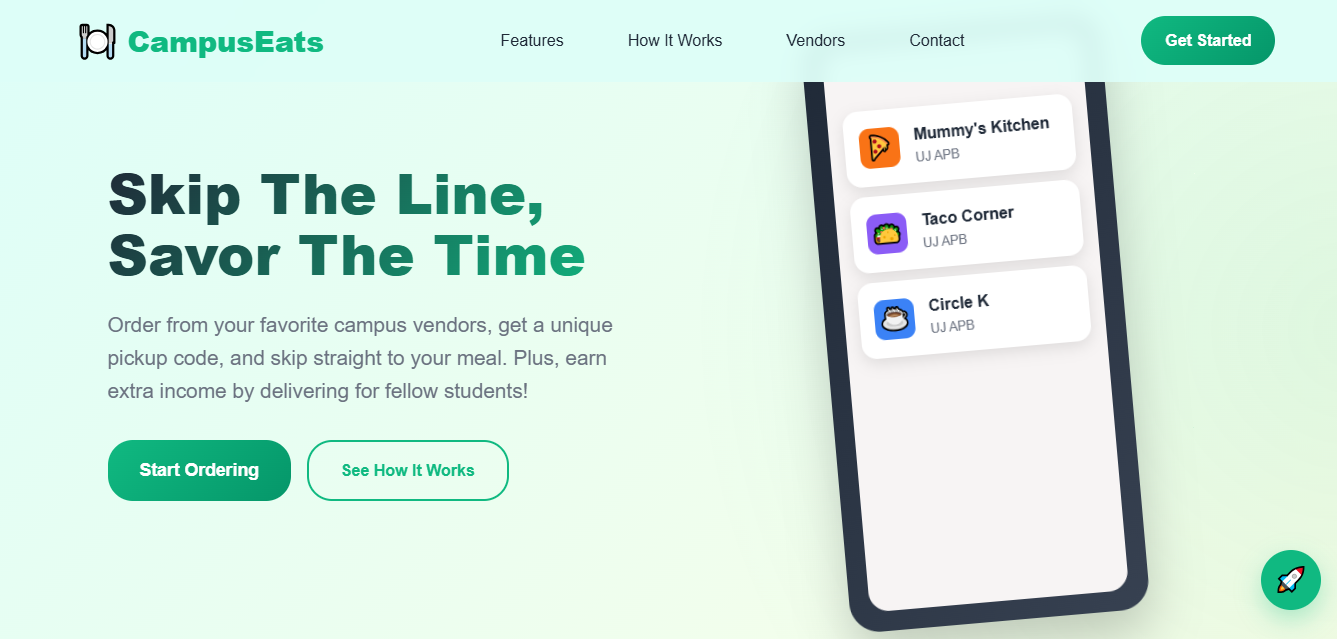 CampusEats
Features
How It Works
Vendors
Contact
Get Started
Skip The Line,
Savor The Time
Order from your favorite campus vendors, get a unique
pickup code, and skip straight to your meal. Plus, earn
extra income by delivering for fellow students!
Start Ordering
See How It Works
Mummy's Kitchen
UJ APB
Taco Corner
UJ APB
Circle K
UJ APB